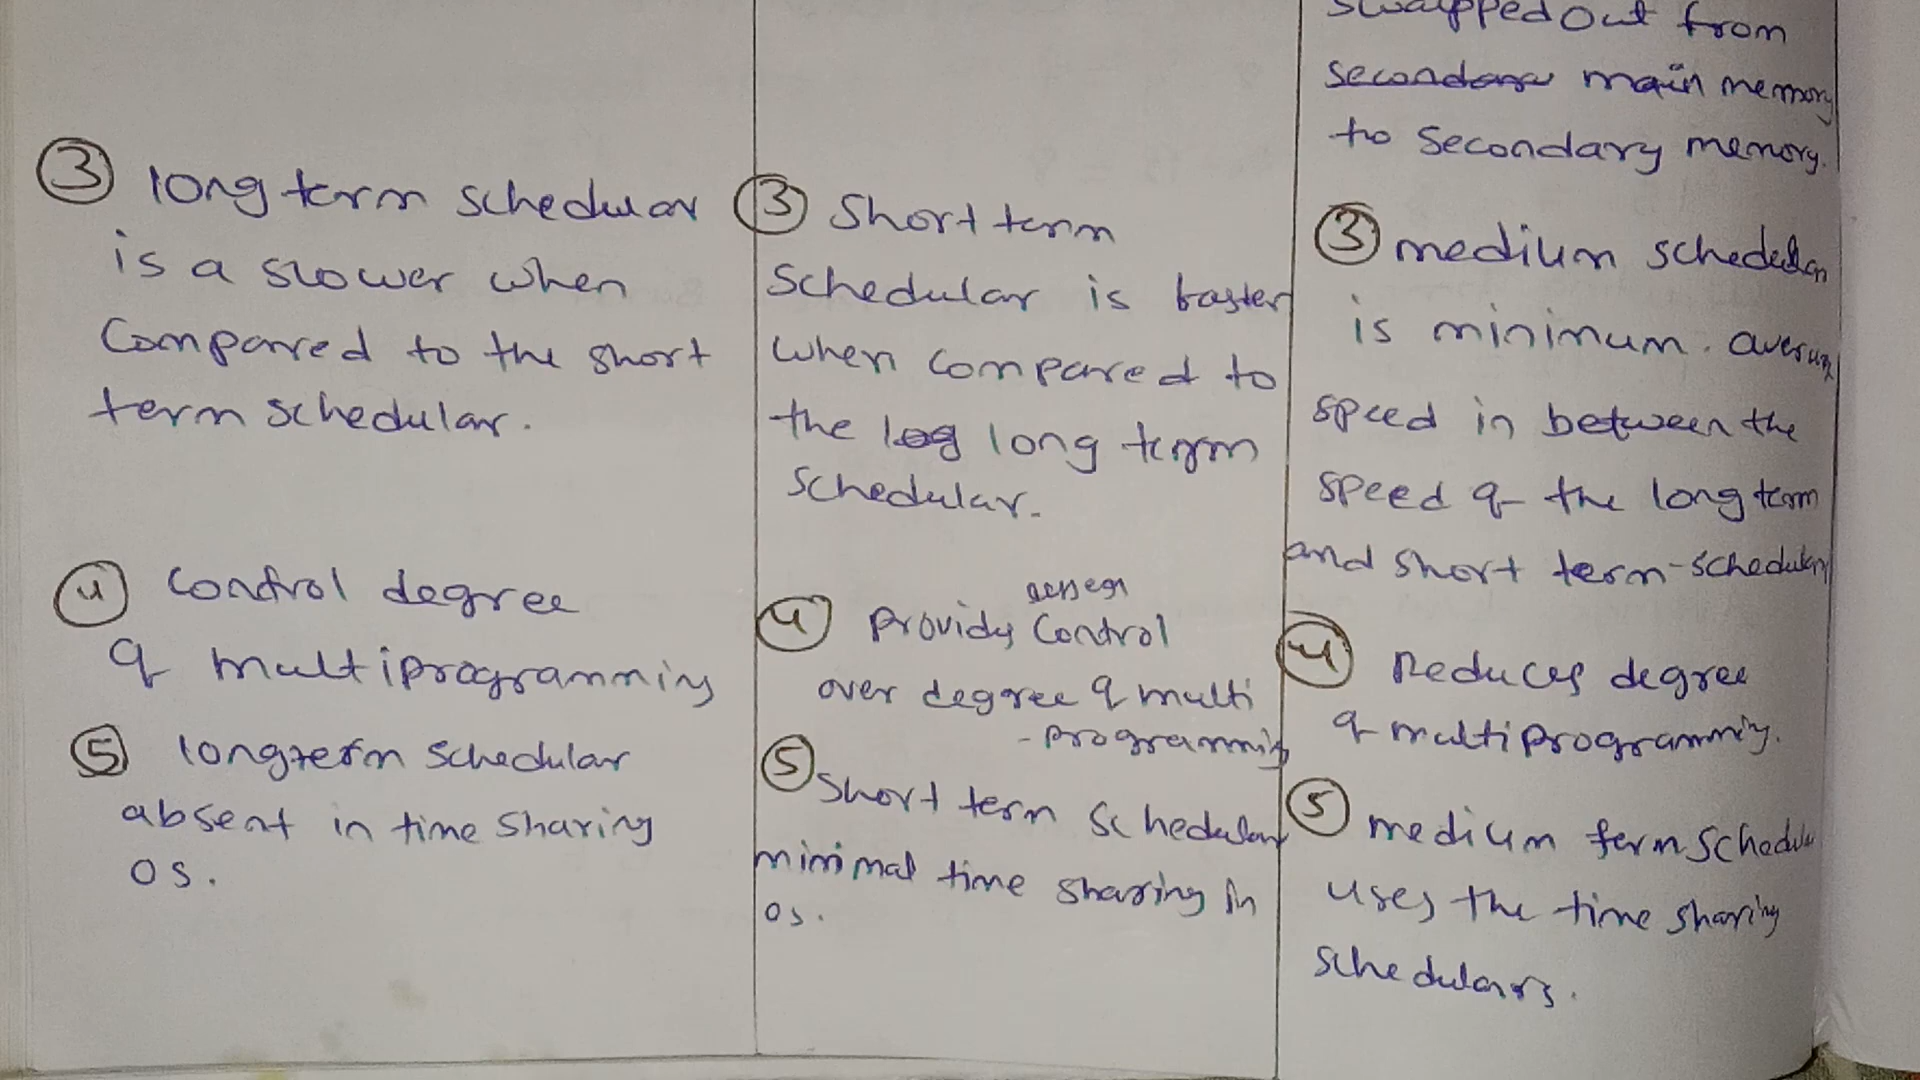 ③ long term schedular
is a slower when
Compared to the short
term schedular.
④ Control degree
of multiprogramming
⑤ longterm schedular
absent in time sharing
OS.
③ Short term
Schedular is faster
when compared to
the log long term
schedular.
④ Provides Control
over degree of multi
-programming
⑤ Short term Schedular
minimal time sharing in
os.
swapped out from
secondary main memory
to secondary memory.
③ medium schedular
is minimum. average
speed in between the
speed of the long term
and short term-schedular
④ Reduces degree
of multiprogramming.
⑤ medium term schedular
uses the time sharing
schedulars.